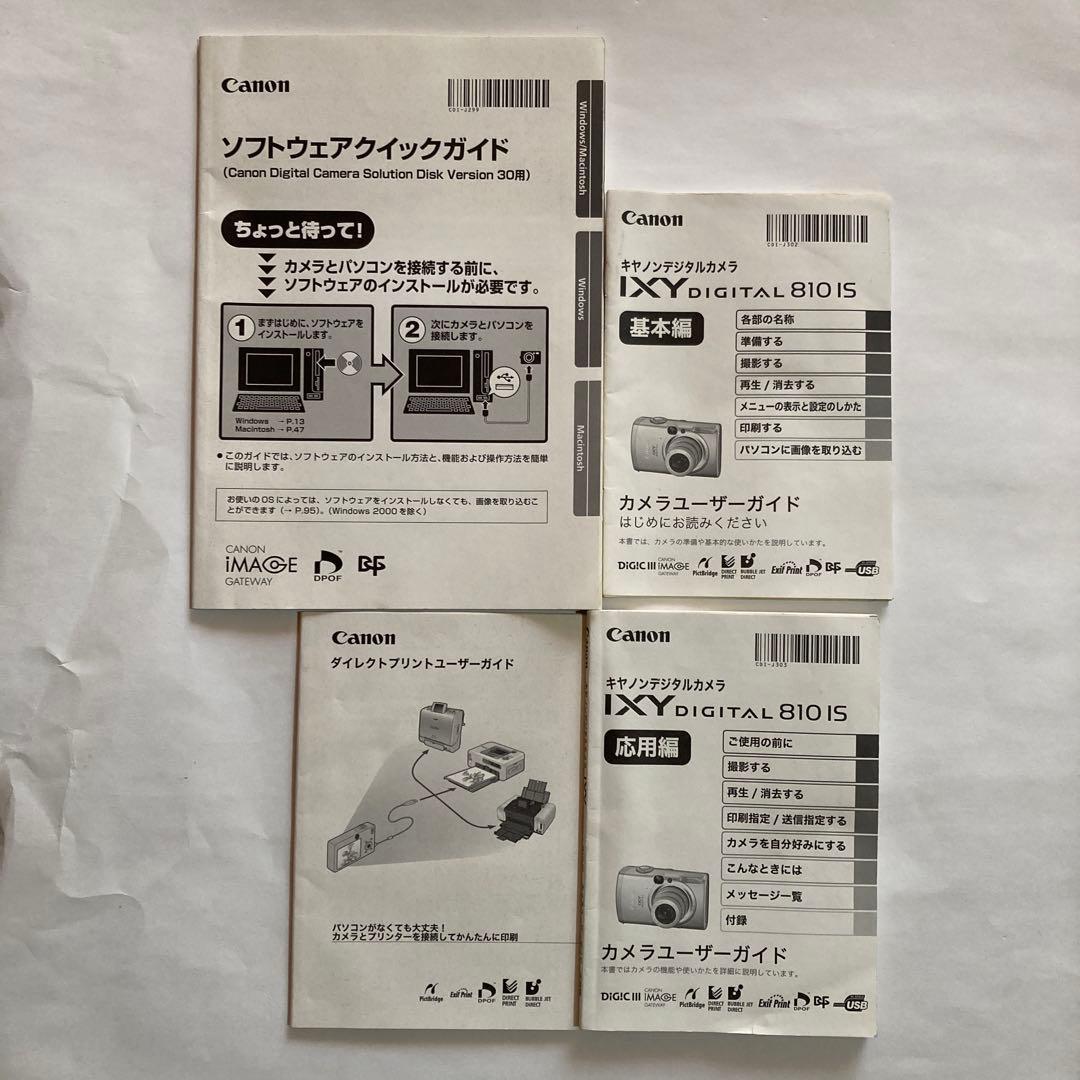 Canon
CDI-J299
ソフトウェアクイックガイド
(Canon Digital Camera Solution Disk Version 30用)
ちょっと待って!
カメラとパソコンを接続する前に、
ソフトウェアのインストールが必要です。
1 まずはじめに、ソフトウェアを
インストールします。
Windows → P.13
Macintosh → P.47
2 次にカメラとパソコンを
接続します。
●このガイドでは、ソフトウェアのインストール方法と、機能および操作方法を簡単
に説明します。
お使いのOSによっては、ソフトウェアをインストールしなくても、画像を取り込むこ
とができます(→ P.95)。(Windows 2000を除く)
CANON
iMAGE
GATEWAY
DPOF
Windows/Macintosh
Windows
Macintosh
Canon
CDI-J302
キヤノンデジタルカメラ
IXY DIGITAL 810 IS
基本編
各部の名称
準備する
撮影する
再生 / 消去する
メニューの表示と設定のしかた
印刷する
パソコンに画像を取り込む
カメラユーザーガイド
はじめにお読みください
本書では、カメラの準備や基本的な使いかたを説明しています。
DIGIC III
CANON
iMAGE
GATEWAY
PictBridge
DIRECT
PRINT
BUBBLE JET
DIRECT
Exif Print
DPOF
USB
Canon
ダイレクトプリントユーザーガイド
パソコンがなくても大丈夫!
カメラとプリンターを接続してかんたんに印刷
PictBridge
Exif Print
DPOF
DIRECT
PRINT
BUBBLE JET
DIRECT
Canon
CDI-J303
キヤノンデジタルカメラ
IXY DIGITAL 810 IS
応用編
ご使用の前に
撮影する
再生 / 消去する
印刷指定 / 送信指定する
カメラを自分好みにする
こんなときには
メッセージ一覧
付録
カメラユーザーガイド
本書ではカメラの機能や使いかたを詳細に説明しています。
DIGIC III
CANON
iMAGE
GATEWAY
PictBridge
DIRECT
PRINT
BUBBLE JET
DIRECT
Exif Print
DPOF
USB